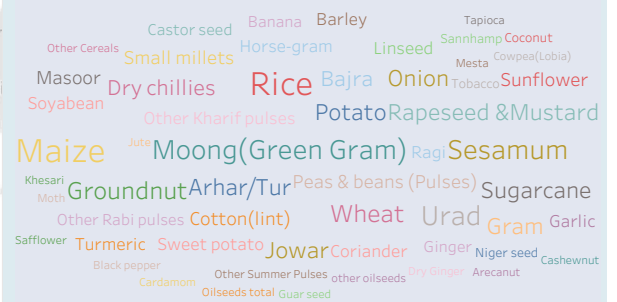 Banana Barley Tapioca
Castor seed
Sannhamp Coconut
Other Cereals Horse-gram Linseed
Small millets Cowpea(Lobia)
Mesta
Masoor Dry chillies Rice Bajra Onion Tobacco Sunflower
Soyabean
Other Kharif pulses Potato Rapeseed &Mustard
Jute
Maize Moong(Green Gram) Ragi Sesamum
Khesari
Moth Groundnut Arhar/Tur Peas & beans (Pulses) Sugarcane
Other Rabi pulses Cotton(lint) Wheat Urad Gram Garlic
Safflower Turmeric Sweet potato Jowar Coriander Ginger Niger seed
Cashewnut
Black pepper Other Summer Pulses other oilseeds Dry Ginger Arecanut
Cardamom
Oilseeds total Guar seed